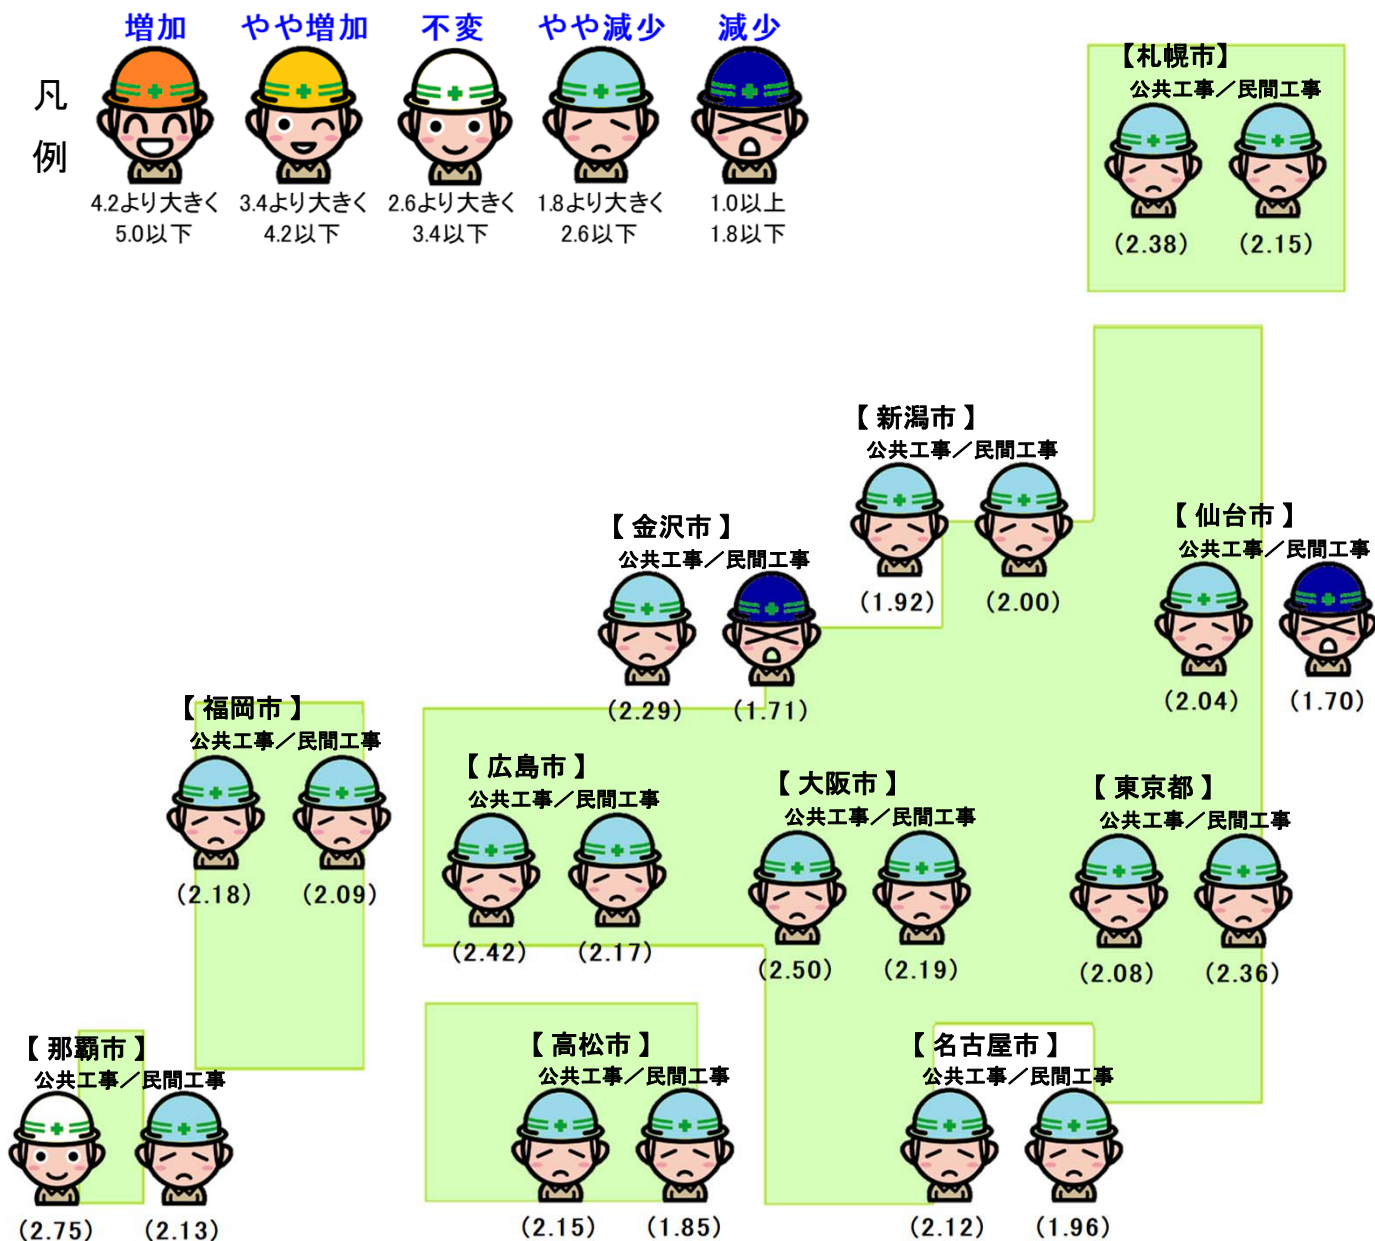 増加 やや増加 不変 やや減少 減少
凡
例
4.2より大きく 3.4より大きく 2.6より大きく 1.8より大きく 1.0以上
5.0以下 4.2以下 3.4以下 2.6以下 1.8以下
【札幌市】
公共工事／民間工事
(2.38) (2.15)
【 新潟市 】
公共工事／民間工事
(1.92) (2.00)
【 金沢市 】
公共工事／民間工事
(2.29) (1.71)
【 仙台市 】
公共工事／民間工事
(2.04) (1.70)
【 福岡市 】
公共工事／民間工事
(2.18) (2.09)
【 広島市 】
公共工事／民間工事
(2.42) (2.17)
【 大阪市 】
公共工事／民間工事
(2.50) (2.19)
【 東京都 】
公共工事／民間工事
(2.08) (2.36)
【 那覇市 】
公共工事／民間工事
(2.75) (2.13)
【 高松市 】
公共工事／民間工事
(2.15) (1.85)
【 名古屋市 】
公共工事／民間工事
(2.12) (1.96)